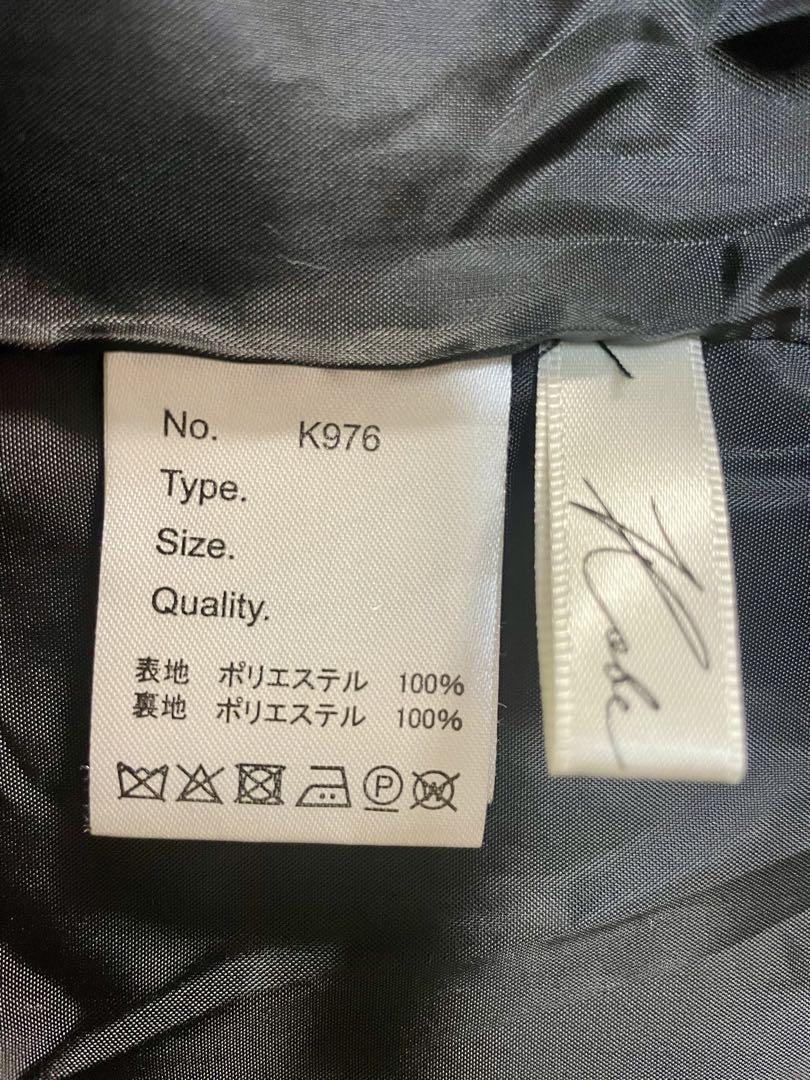 No. K976
Type.
Size.
Quality.
表地 ポリエステル 100%
裏地 ポリエステル 100%
P W